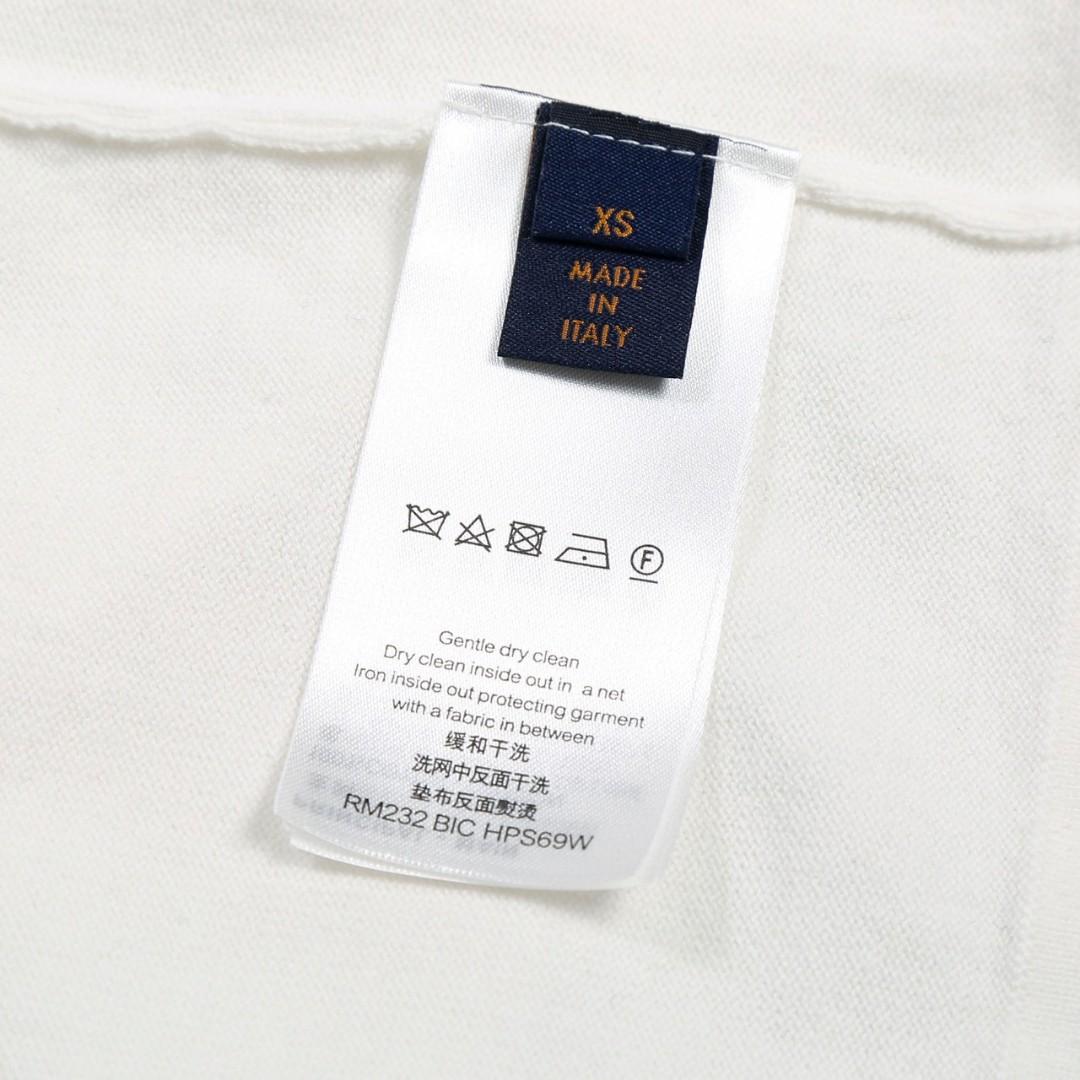 XS
MADE
IN
ITALY
F
Gentle dry clean
Dry clean inside out in a net
Iron inside out protecting garment
with a fabric in between
缓和干洗
洗网中反面干洗
垫布反面熨烫
RM232 BIC HPS69W